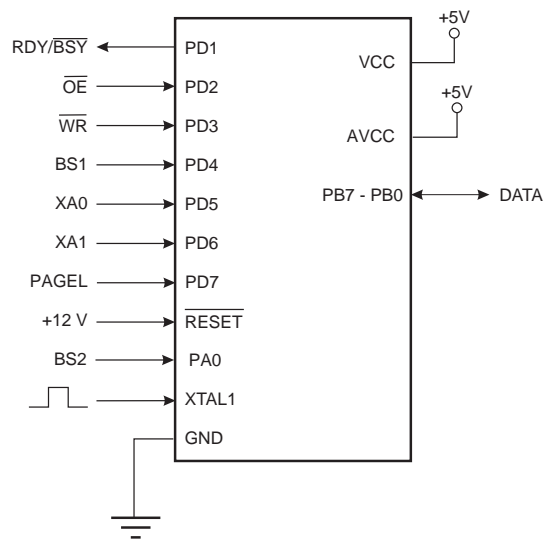 +5V
RDY/BSY PD1
VCC
OE PD2
+5V
WR PD3
AVCC
BS1 PD4
XA0 PD5 PB7 - PB0 DATA
XA1 PD6
PAGEL PD7
+12 V RESET
BS2 PA0
XTAL1
GND